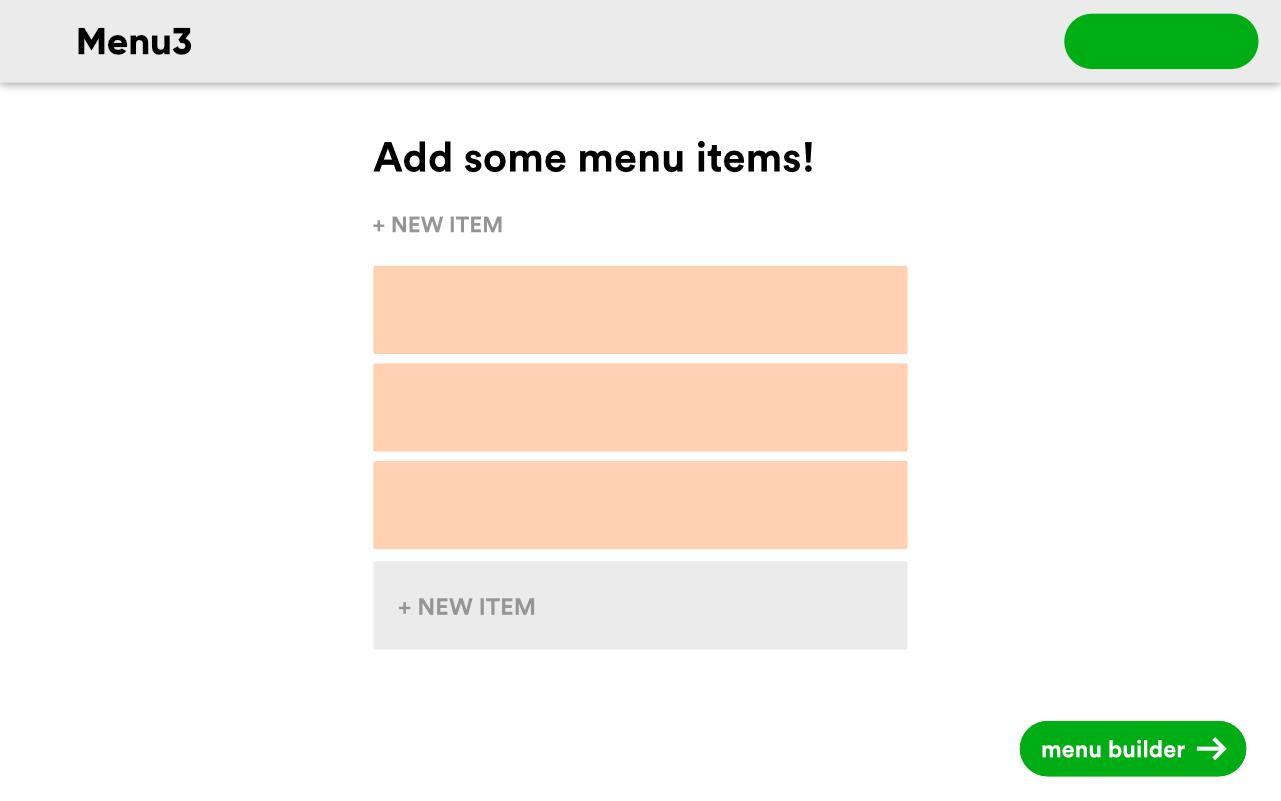 Menu3
Add some menu items!
+ NEW ITEM
+ NEW ITEM
menu builder →